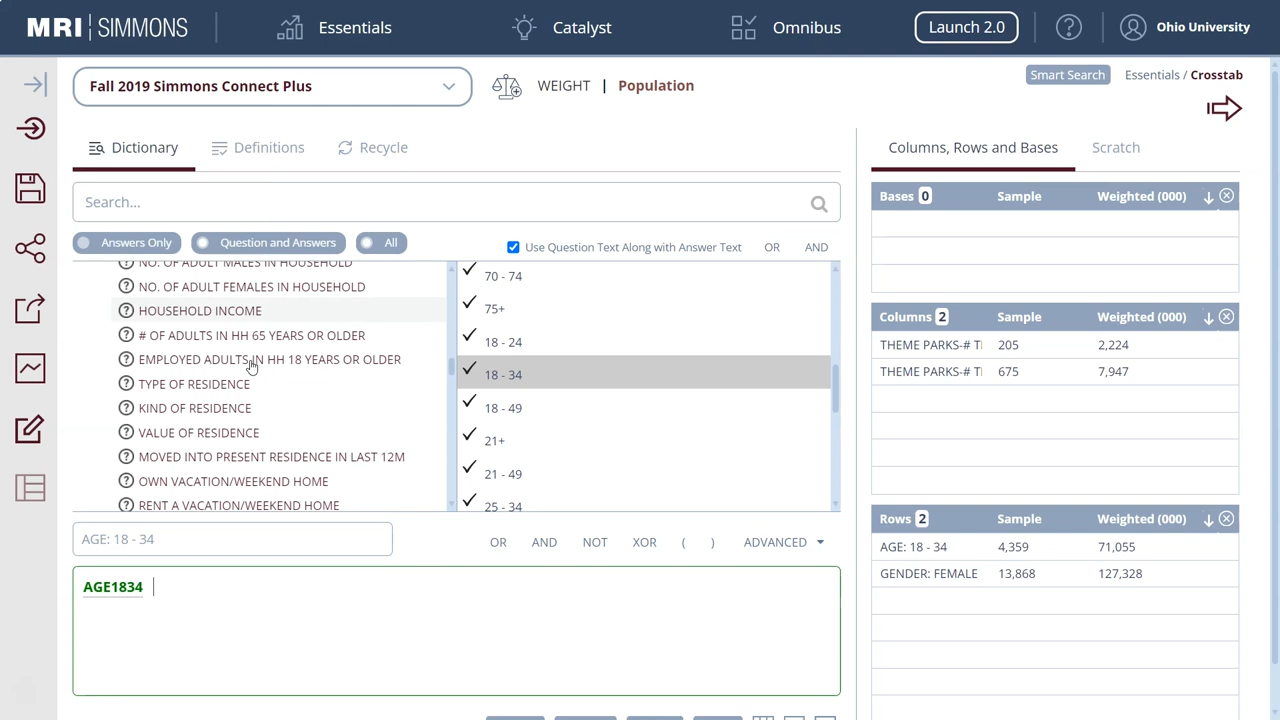 MRI | SIMMONS
Essentials
Catalyst
Omnibus
Launch 2.0
Ohio University
Fall 2019 Simmons Connect Plus
WEIGHT | Population
Smart Search
Essentials / Crosstab
Dictionary
Definitions
Recycle
Columns, Rows and Bases
Scratch
Search...
Answers Only
Question and Answers
All
Use Question Text Along with Answer Text
OR
AND
NO. OF ADULT MALES IN HOUSEHOLD
NO. OF ADULT FEMALES IN HOUSEHOLD
HOUSEHOLD INCOME
# OF ADULTS IN HH 65 YEARS OR OLDER
EMPLOYED ADULTS IN HH 18 YEARS OR OLDER
TYPE OF RESIDENCE
KIND OF RESIDENCE
VALUE OF RESIDENCE
MOVED INTO PRESENT RESIDENCE IN LAST 12M
OWN VACATION/WEEKEND HOME
RENT A VACATION/WEEKEND HOME
70 - 74
75+
18 - 24
18 - 34
18 - 49
21+
21 - 49
25 - 34
AGE: 18 - 34
OR AND NOT XOR ( ) ADVANCED
AGE1834
Bases 0 Sample Weighted (000)
Columns 2 Sample Weighted (000)
THEME PARKS-# T 205 2,224
THEME PARKS-# T 675 7,947
Rows 2 Sample Weighted (000)
AGE: 18 - 34 4,359 71,055
GENDER: FEMALE 13,868 127,328